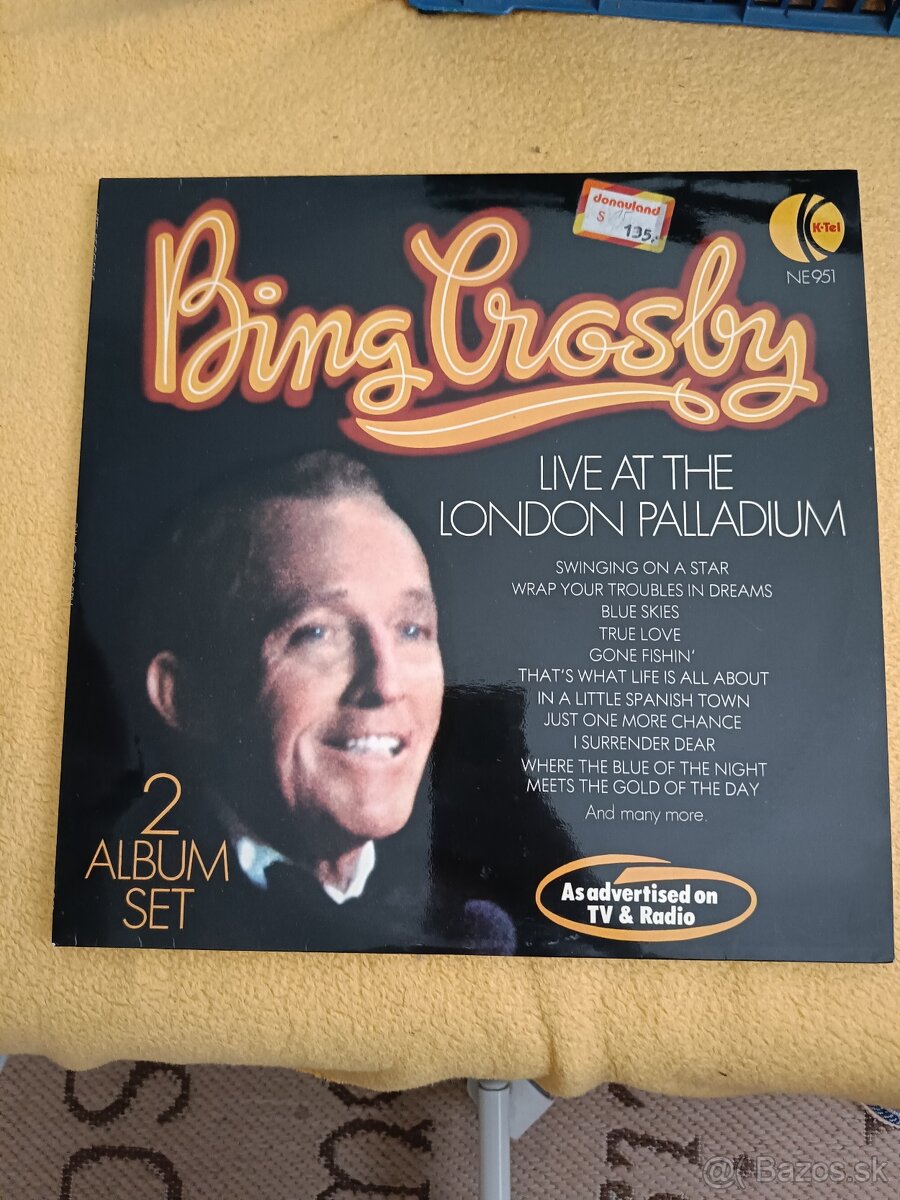 donauland
S
135.-
K-Tel
NE 951
Bing Crosby
LIVE AT THE
LONDON PALLADIUM
SWINGING ON A STAR
WRAP YOUR TROUBLES IN DREAMS
BLUE SKIES
TRUE LOVE
GONE FISHIN'
THAT'S WHAT LIFE IS ALL ABOUT
IN A LITTLE SPANISH TOWN
JUST ONE MORE CHANCE
I SURRENDER DEAR
WHERE THE BLUE OF THE NIGHT
MEETS THE GOLD OF THE DAY
And many more.
2
ALBUM
SET
As advertised on
TV & Radio
@Bazos.sk